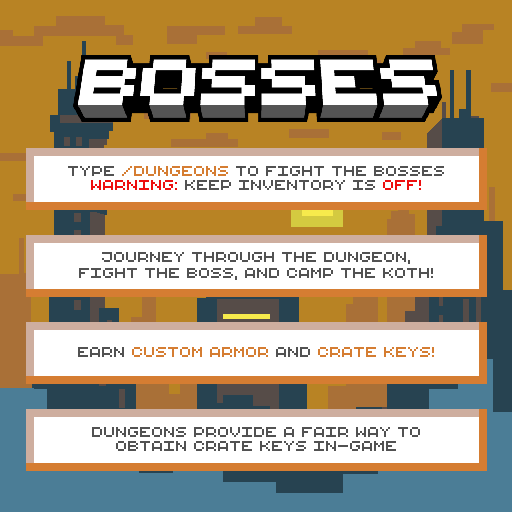 BOSSES
TYPE /DUNGEONS TO FIGHT THE BOSSES
WARNING: KEEP INVENTORY IS OFF!
JOURNEY THROUGH THE DUNGEON,
FIGHT THE BOSS, AND CAMP THE KOTH!
EARN CUSTOM ARMOR AND CRATE KEYS!
DUNGEONS PROVIDE A FAIR WAY TO
OBTAIN CRATE KEYS IN-GAME